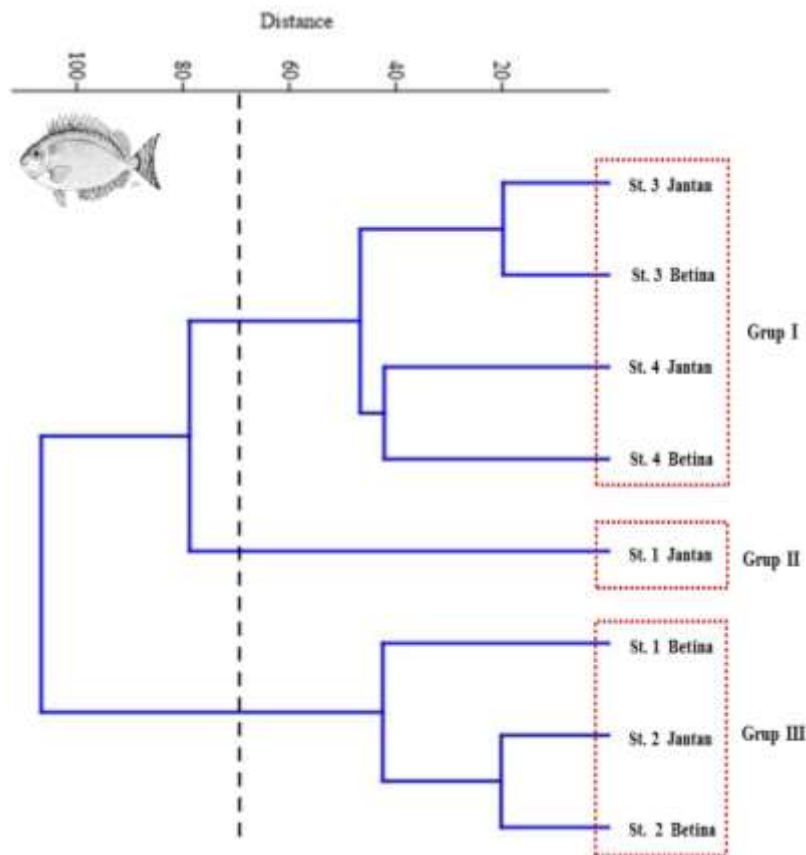 Distance
100 80 60 40 20
St. 3 Jantan
St. 3 Betina
Grup I
St. 4 Jantan
St. 4 Betina
St. 1 Jantan
Grup II
St. 1 Betina
St. 2 Jantan
Grup III
St. 2 Betina